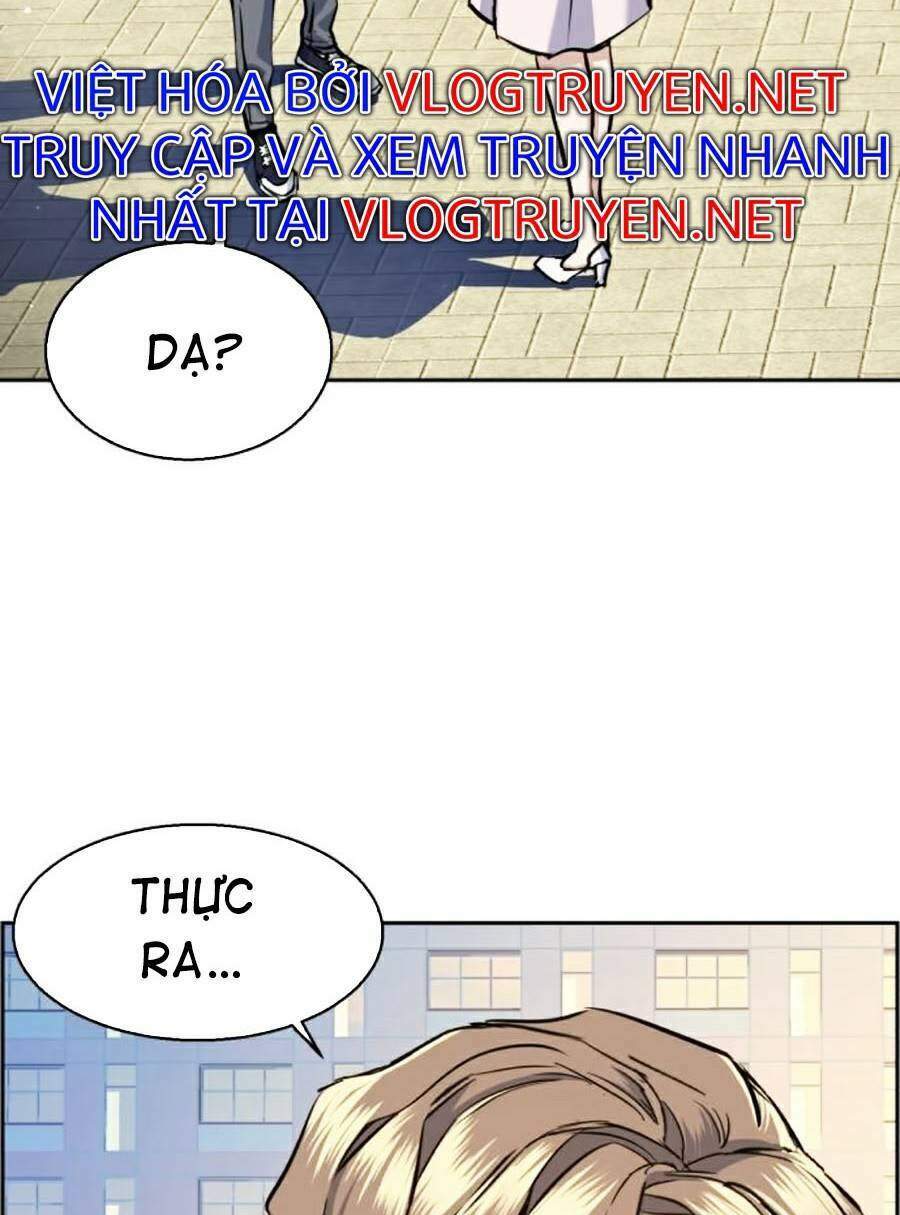 VIỆT HÓA BỞI VLOGTRUYEN.NET
TRUY CẬP VÀ XEM TRUYỆN NHANH
NHẤT TẠI VLOGTRUYEN.NET
DẠ?
THỰC
RA...